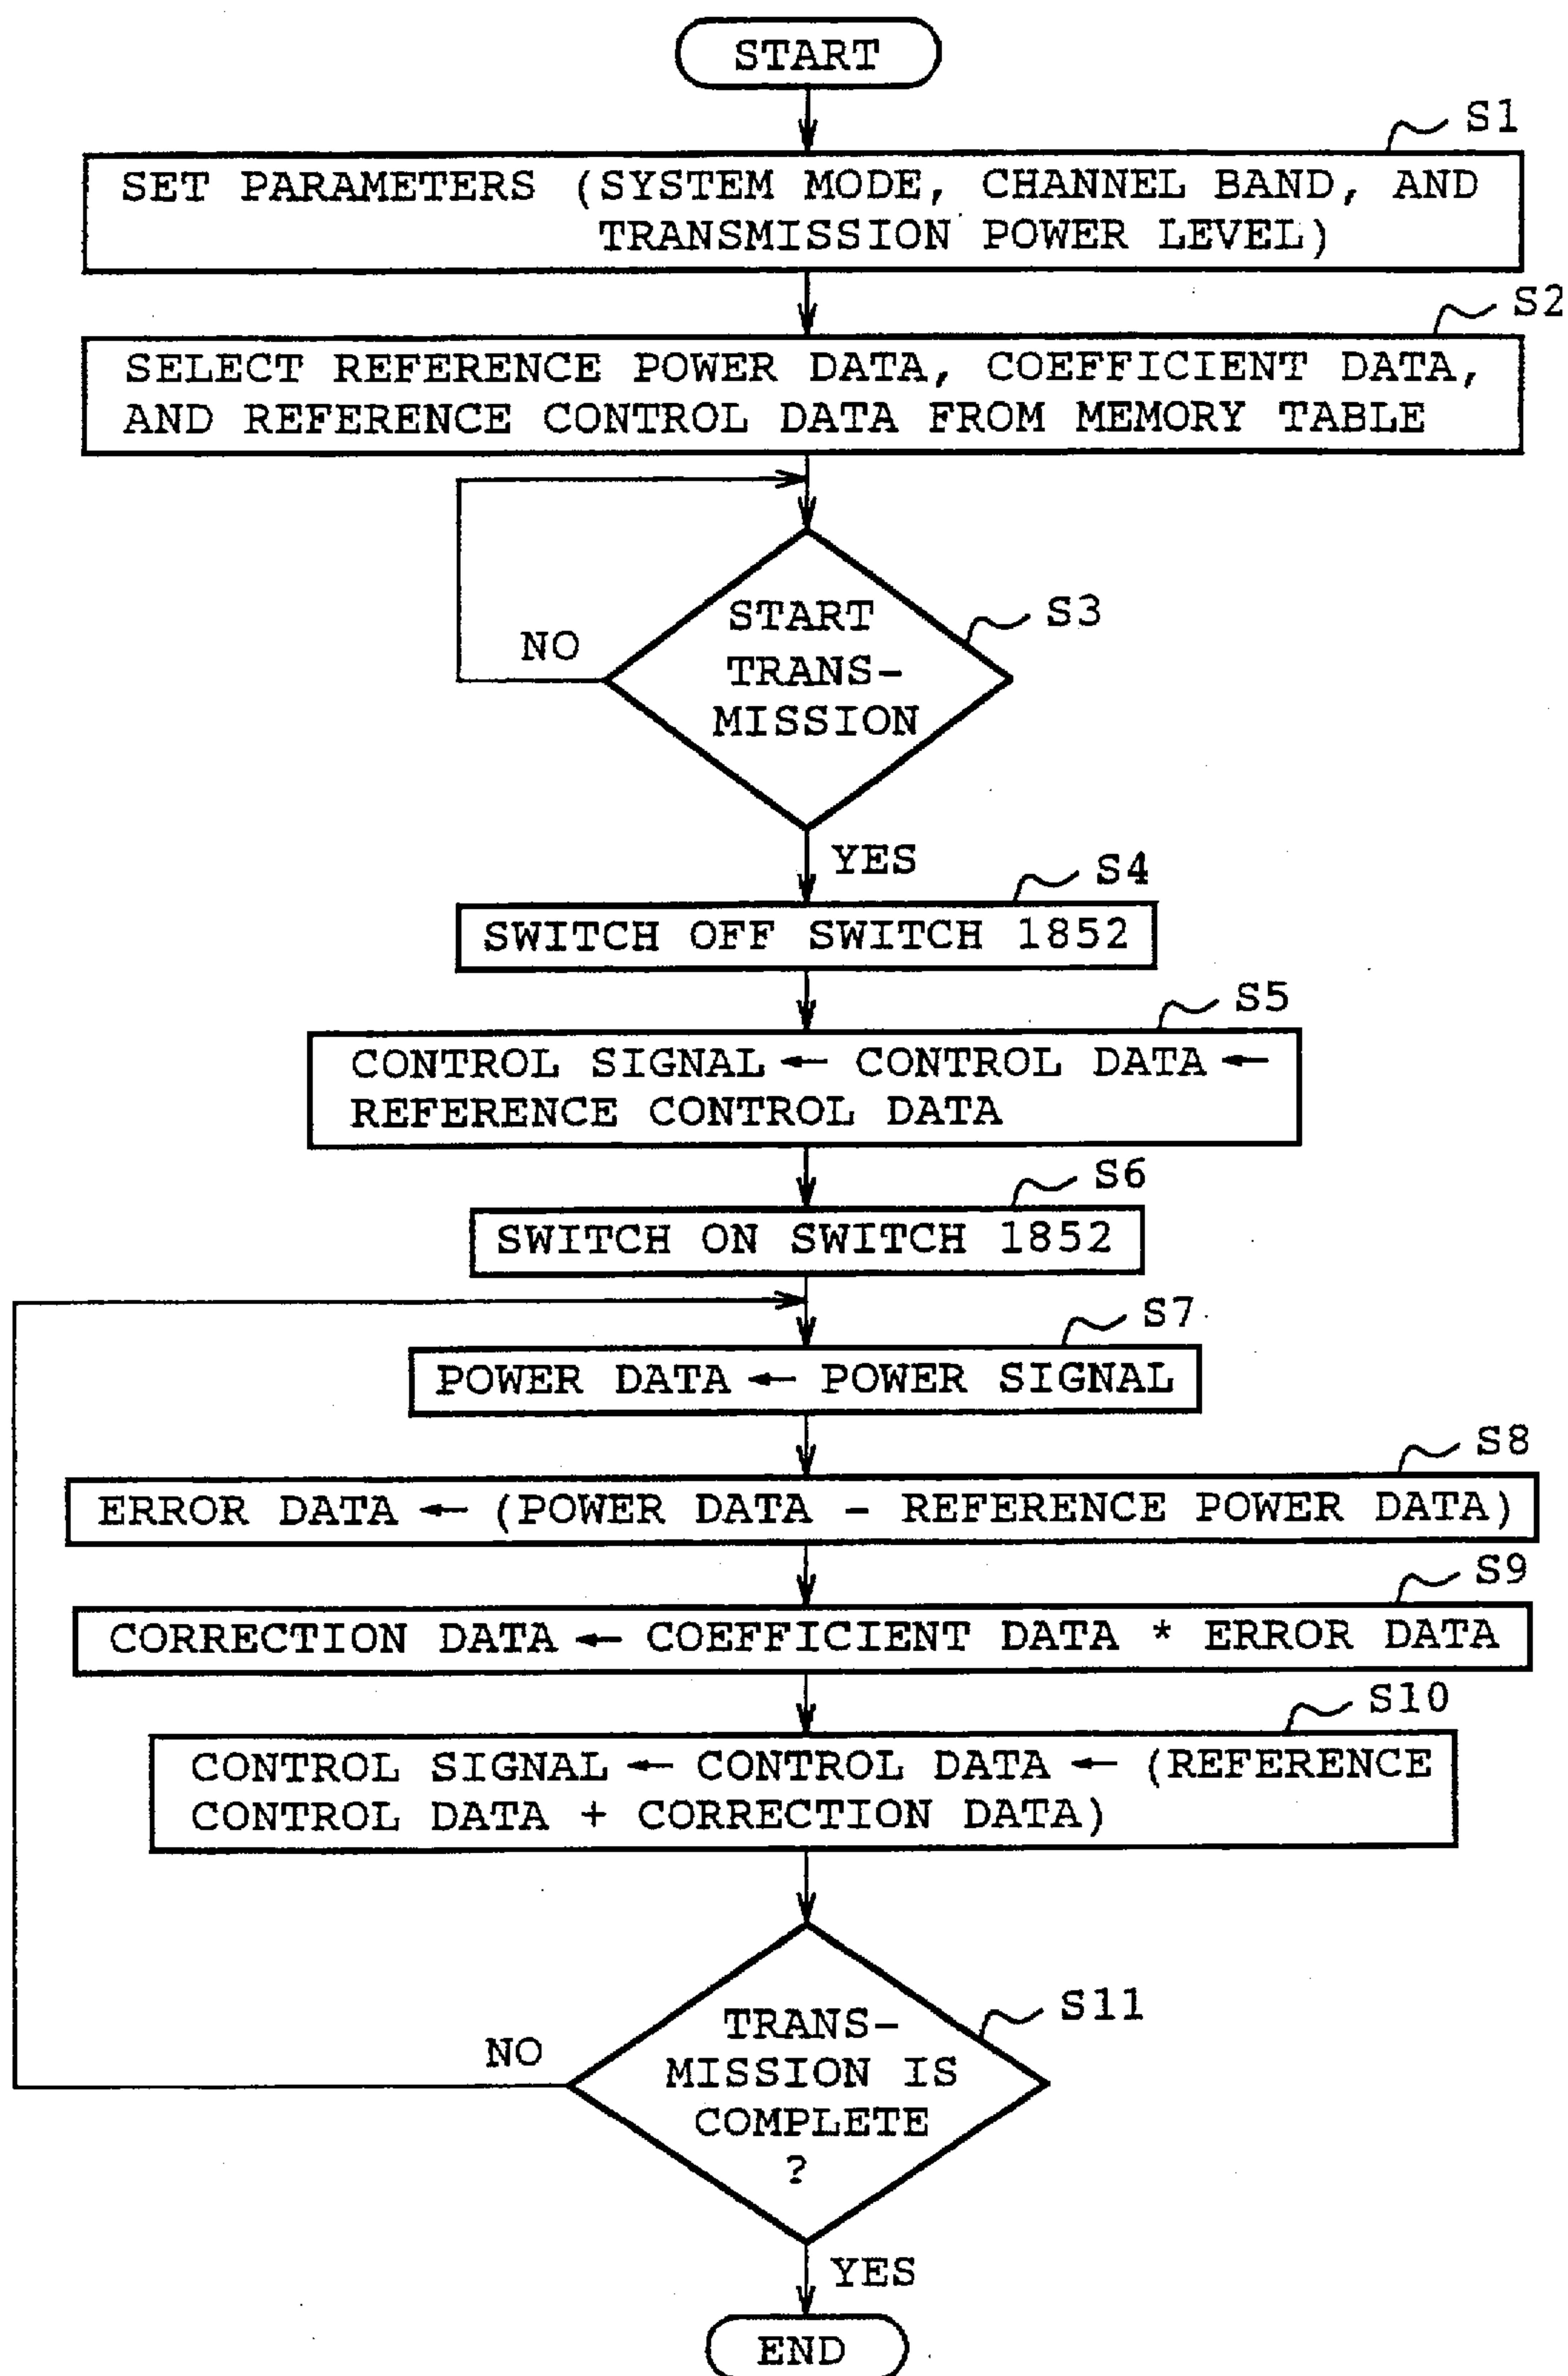 START
S1
SET PARAMETERS (SYSTEM MODE, CHANNEL BAND, AND
TRANSMISSION POWER LEVEL)
S2
SELECT REFERENCE POWER DATA, COEFFICIENT DATA,
AND REFERENCE CONTROL DATA FROM MEMORY TABLE
S3
START
TRANS-
MISSION
NO
YES
S4
SWITCH OFF SWITCH 1852
S5
CONTROL SIGNAL ← CONTROL DATA ←
REFERENCE CONTROL DATA
S6
SWITCH ON SWITCH 1852
S7
POWER DATA ← POWER SIGNAL
S8
ERROR DATA ← (POWER DATA - REFERENCE POWER DATA)
S9
CORRECTION DATA ← COEFFICIENT DATA * ERROR DATA
S10
CONTROL SIGNAL ← CONTROL DATA ← (REFERENCE
CONTROL DATA + CORRECTION DATA)
S11
TRANS-
MISSION IS
COMPLETE
?
NO
YES
END